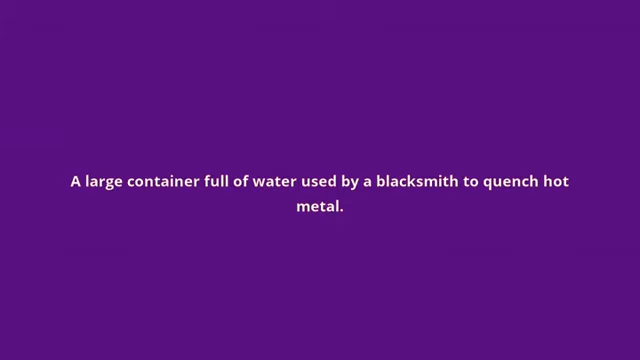 A large container full of water used by a blacksmith to quench hot
metal.